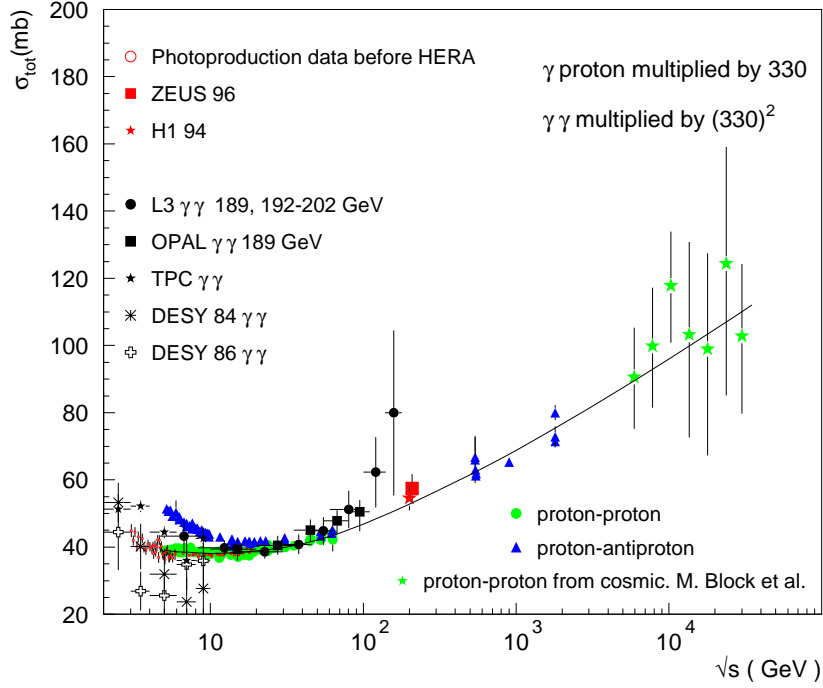 σtot(mb)
200
180
160
140
120
100
80
60
40
20
Photoproduction data before HERA
ZEUS 96
H1 94
γ proton multiplied by 330
γ γ multiplied by (330)²
L3 γ γ 189, 192-202 GeV
OPAL γ γ 189 GeV
TPC γ γ
DESY 84 γ γ
DESY 86 γ γ
proton-proton
proton-antiproton
proton-proton from cosmic. M. Block et al.
10 10² 10³ 10⁴
√s ( GeV )